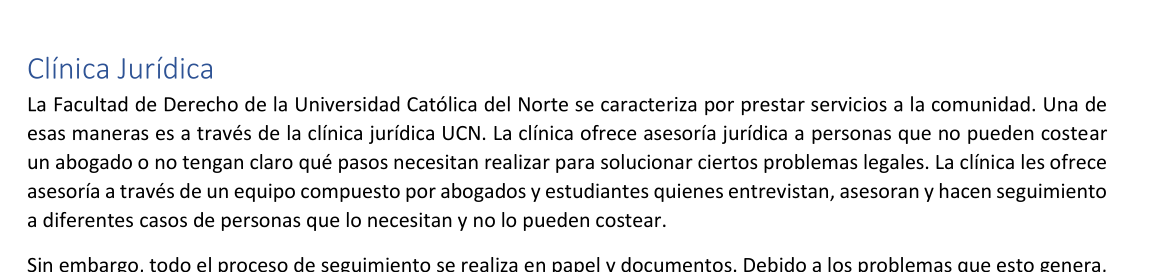 Clínica Jurídica
La Facultad de Derecho de la Universidad Católica del Norte se caracteriza por prestar servicios a la comunidad. Una de
esas maneras es a través de la clínica jurídica UCN. La clínica ofrece asesoría jurídica a personas que no pueden costear
un abogado o no tengan claro qué pasos necesitan realizar para solucionar ciertos problemas legales. La clínica les ofrece
asesoría a través de un equipo compuesto por abogados y estudiantes quienes entrevistan, asesoran y hacen seguimiento
a diferentes casos de personas que lo necesitan y no lo pueden costear.
Sin embargo, todo el proceso de seguimiento se realiza en papel y documentos. Debido a los problemas que esto genera,